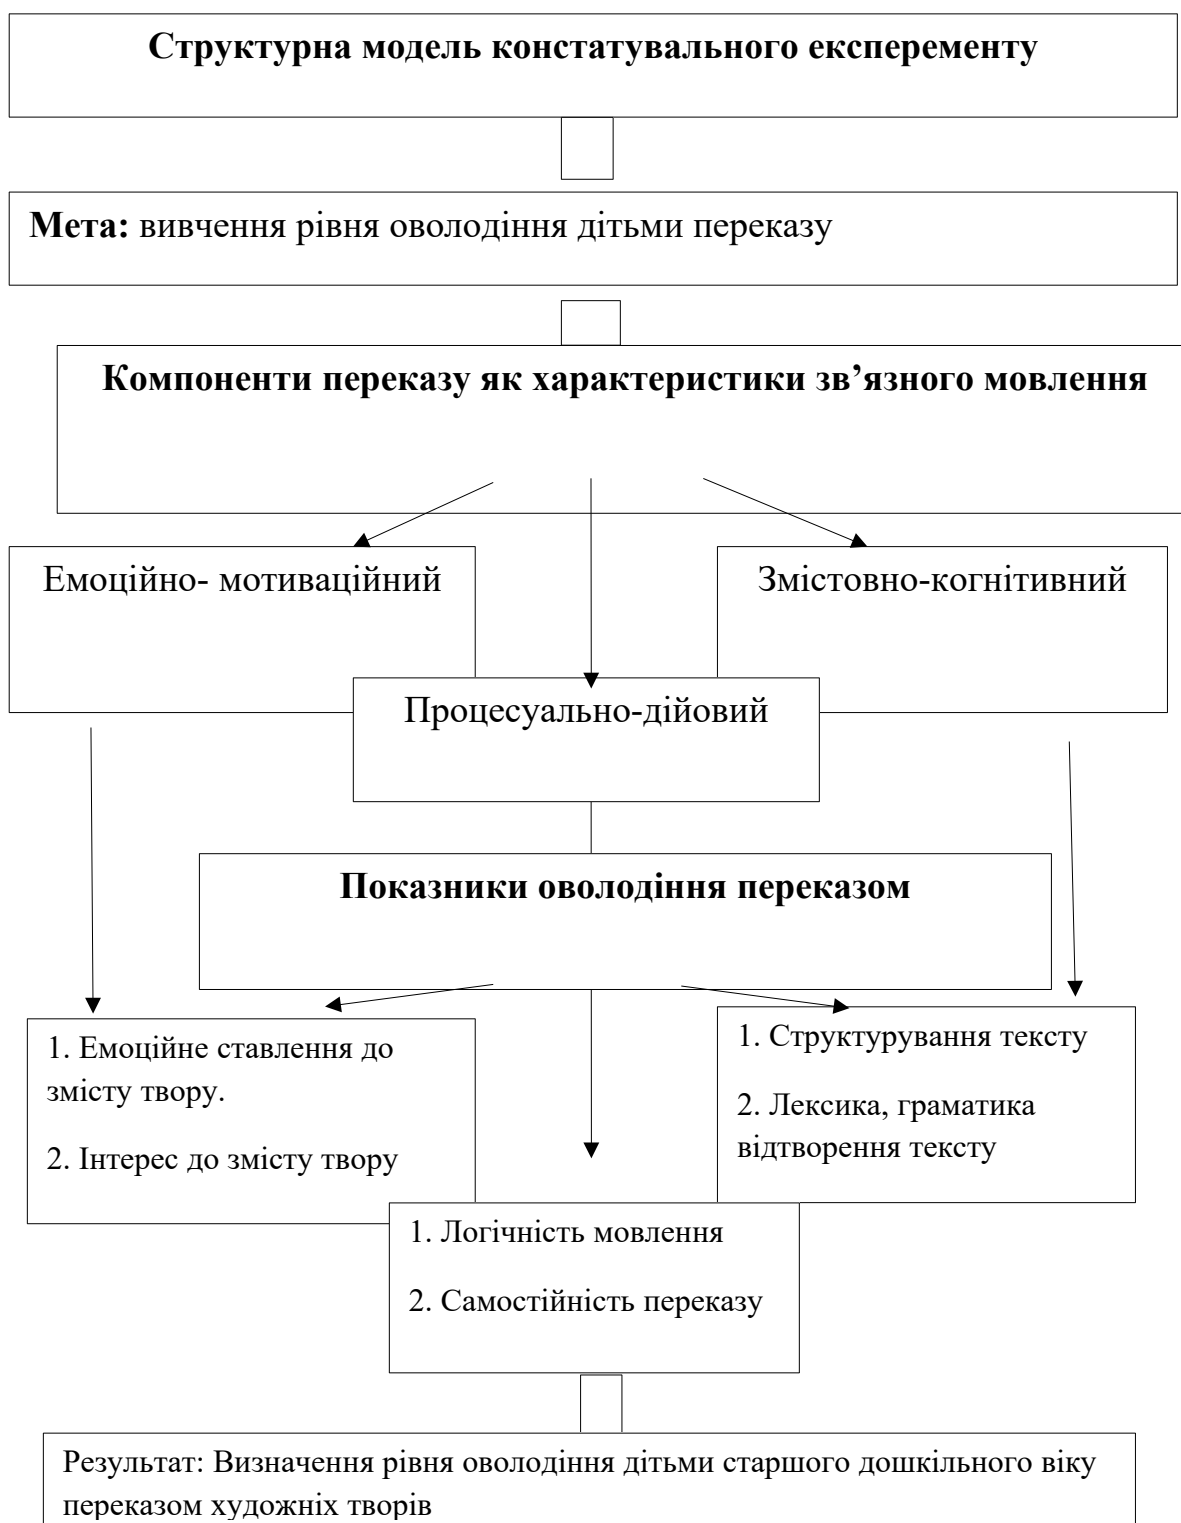 Структурна модель констатувального експеременту
Мета: вивчення рівня оволодіння дітьми переказу
Компоненти переказу як характеристики зв’язного мовлення
Емоційно- мотиваційний
Змістовно-когнітивний
Процесуально-дійовий
Показники оволодіння переказом
1. Емоційне ставлення до
змісту твору.
2. Інтерес до змісту твору
1. Структурування тексту
2. Лексика, граматика
відтворення тексту
1. Логічність мовлення
2. Самостійність переказу
Результат: Визначення рівня оволодіння дітьми старшого дошкільного віку
переказом художніх творів